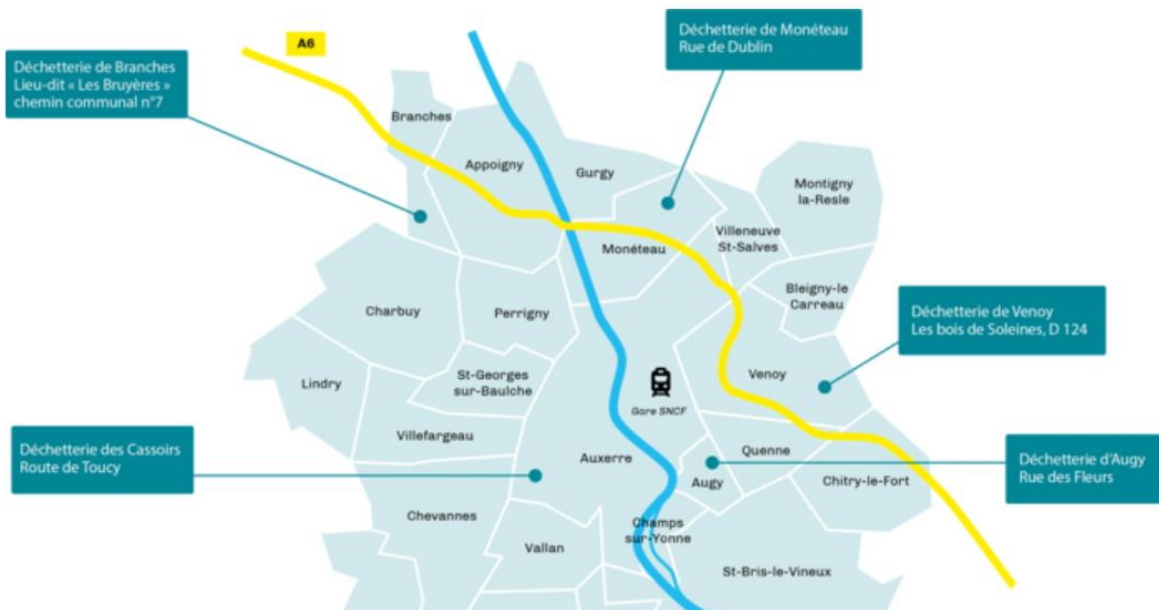 Déchetterie de Monéteau
Rue de Dublin
A6
Déchetterie de Branches
Lieu-dit « Les Bruyères »
chemin communal n°7
Branches
Appoigny
Gurgy
Montigny
la-Resle
Villeneuve
St-Salves
Monéteau
Bleigny-le
Carreau
Déchetterie de Venoy
Les bois de Soleines, D 124
Charbuy
Perrigny
Lindry
St-Georges
sur-Baulche
Venoy
Gare SNCF
Déchetterie des Cassoirs
Route de Toucy
Villefargeau
Auxerre
Quenne
Augy
Chitry-le-Fort
Déchetterie d'Augy
Rue des Fleurs
Chevannes
Vallan
Champs
sur-Yonne
St-Bris-le-Vineux